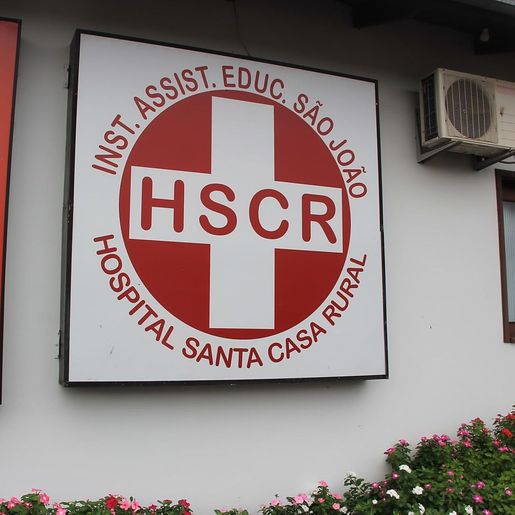 INST. ASSIST. EDUC. SÃO JOÃO
HSCR
HOSPITAL SANTA CASA RURAL